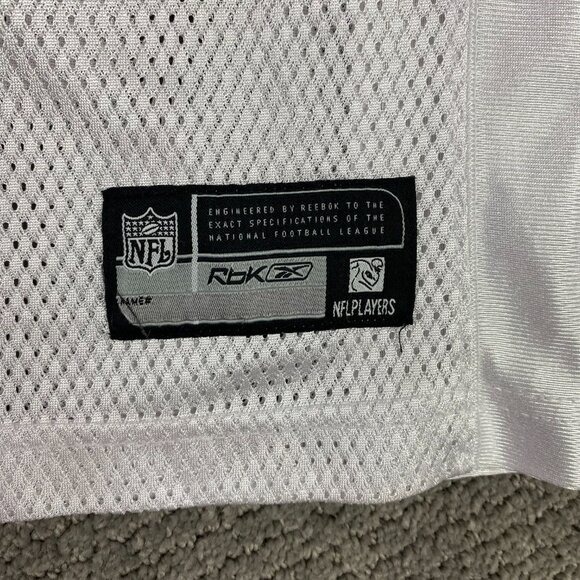 ENGINEERED BY REEBOK TO THE
EXACT SPECIFICATIONS OF THE
NATIONAL FOOTBALL LEAGUE
NFL
RbK
NFLPLAYERS